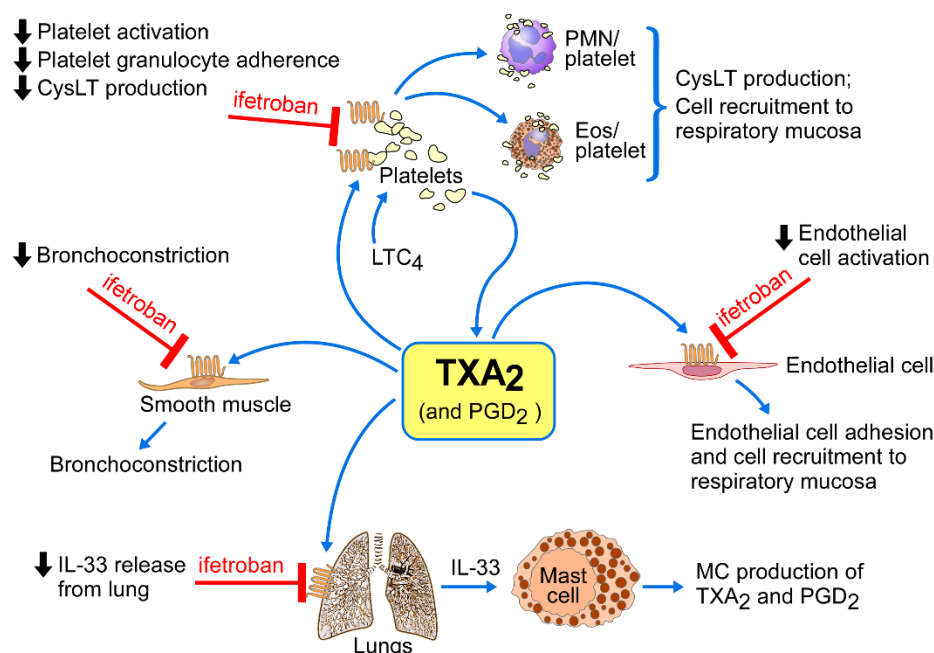 Platelet activation
Platelet granulocyte adherence
CysLT production
ifetroban
PMN/
platelet
Eos/
platelet
CysLT production;
Cell recruitment to
respiratory mucosa
Platelets
LTC4
Bronchoconstriction
ifetroban
Smooth muscle
Bronchoconstriction
TXA2
(and PGD2)
Endothelial
cell activation
ifetroban
Endothelial cell
Endothelial cell adhesion
and cell recruitment to
respiratory mucosa
IL-33 release
from lung
ifetroban
Lungs
IL-33
Mast
cell
MC production of
TXA2 and PGD2